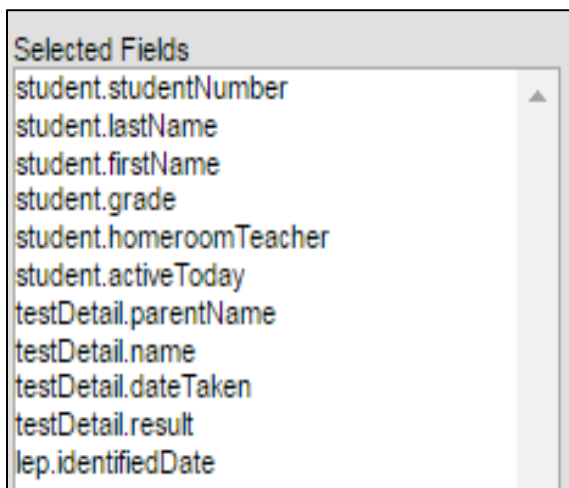 Selected Fields
student.studentNumber
student.lastName
student.firstName
student.grade
student.homeroomTeacher
student.activeToday
testDetail.parentName
testDetail.name
testDetail.dateTaken
testDetail.result
lep.identifiedDate